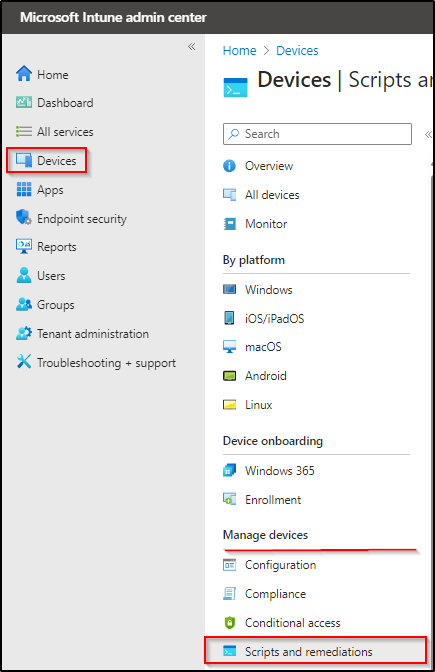 Microsoft Intune admin center
Home
Dashboard
All services
Devices
Apps
Endpoint security
Reports
Users
Groups
Tenant administration
Troubleshooting + support
Home > Devices
Devices | Scripts a
Search
Overview
All devices
Monitor
By platform
Windows
iOS/iPadOS
macOS
Android
Linux
Device onboarding
Windows 365
Enrollment
Manage devices
Configuration
Compliance
Conditional access
Scripts and remediations